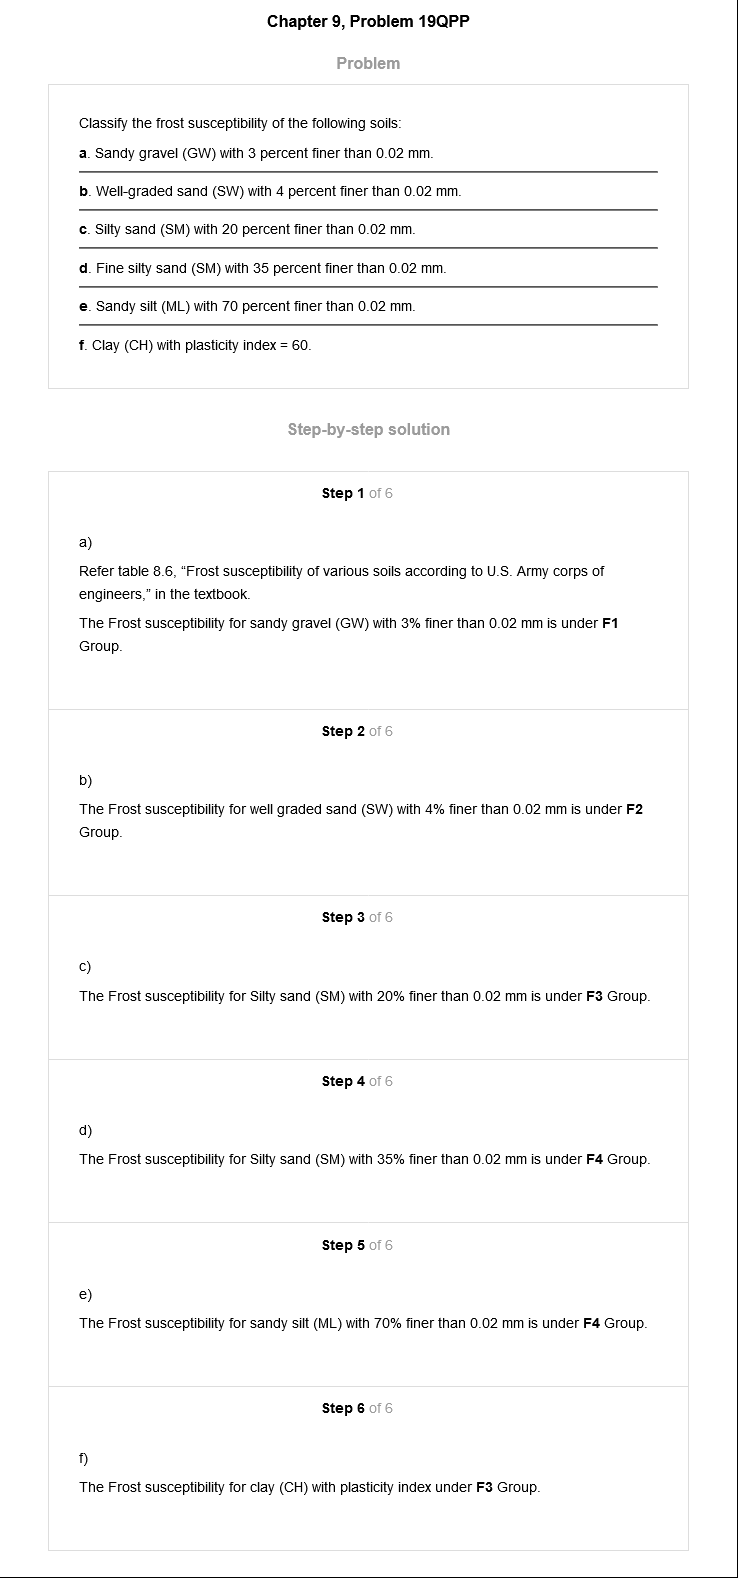 Chapter 9, Problem 19QPP
Problem
Classify the frost susceptibility of the following soils:
a. Sandy gravel (GW) with 3 percent finer than 0.02 mm.
b. Well-graded sand (SW) with 4 percent finer than 0.02 mm.
c. Silty sand (SM) with 20 percent finer than 0.02 mm.
d. Fine silty sand (SM) with 35 percent finer than 0.02 mm.
e. Sandy silt (ML) with 70 percent finer than 0.02 mm.
f. Clay (CH) with plasticity index = 60.
Step-by-step solution
Step 1 of 6
a)
Refer table 8.6, “Frost susceptibility of various soils according to U.S. Army corps of
engineers,” in the textbook.
The Frost susceptibility for sandy gravel (GW) with 3% finer than 0.02 mm is under F1
Group.
Step 2 of 6
b)
The Frost susceptibility for well graded sand (SW) with 4% finer than 0.02 mm is under F2
Group.
Step 3 of 6
c)
The Frost susceptibility for Silty sand (SM) with 20% finer than 0.02 mm is under F3 Group.
Step 4 of 6
d)
The Frost susceptibility for Silty sand (SM) with 35% finer than 0.02 mm is under F4 Group.
Step 5 of 6
e)
The Frost susceptibility for sandy silt (ML) with 70% finer than 0.02 mm is under F4 Group.
Step 6 of 6
f)
The Frost susceptibility for clay (CH) with plasticity index under F3 Group.